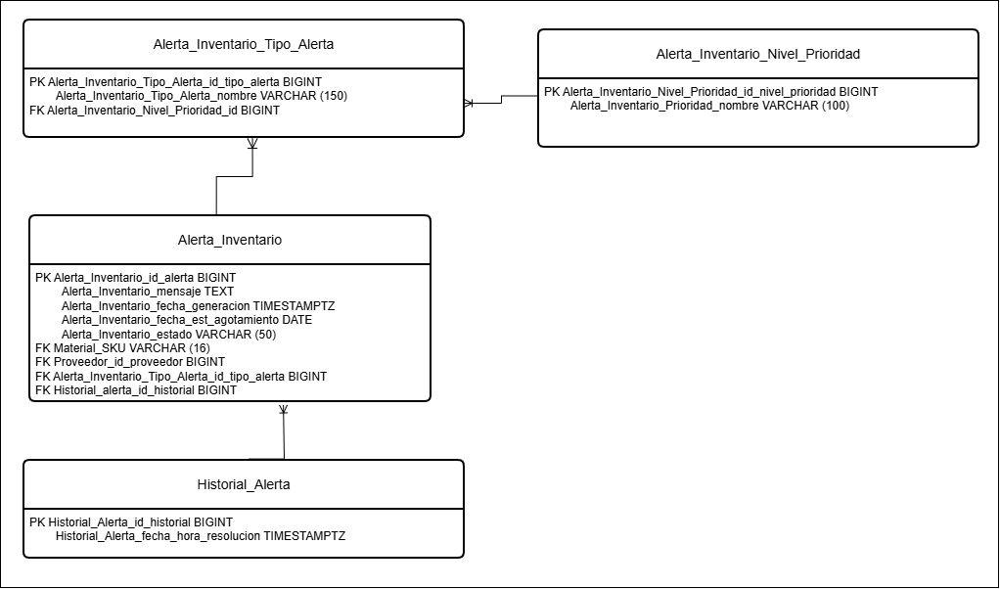 Alerta_Inventario_Tipo_Alerta
PK Alerta_Inventario_Tipo_Alerta_id_tipo_alerta BIGINT
Alerta_Inventario_Tipo_Alerta_nombre VARCHAR (150)
FK Alerta_Inventario_Nivel_Prioridad_id BIGINT
Alerta_Inventario_Nivel_Prioridad
PK Alerta_Inventario_Nivel_Prioridad_id_nivel_prioridad BIGINT
Alerta_Inventario_Prioridad_nombre VARCHAR (100)
Alerta_Inventario
PK Alerta_Inventario_id_alerta BIGINT
Alerta_Inventario_mensaje TEXT
Alerta_Inventario_fecha_generacion TIMESTAMPTZ
Alerta_Inventario_fecha_est_agotamiento DATE
Alerta_Inventario_estado VARCHAR (50)
FK Material_SKU VARCHAR (16)
FK Proveedor_id_proveedor BIGINT
FK Alerta_Inventario_Tipo_Alerta_id_tipo_alerta BIGINT
FK Historial_alerta_id_historial BIGINT
Historial_Alerta
PK Historial_Alerta_id_historial BIGINT
Historial_Alerta_fecha_hora_resolucion TIMESTAMPTZ